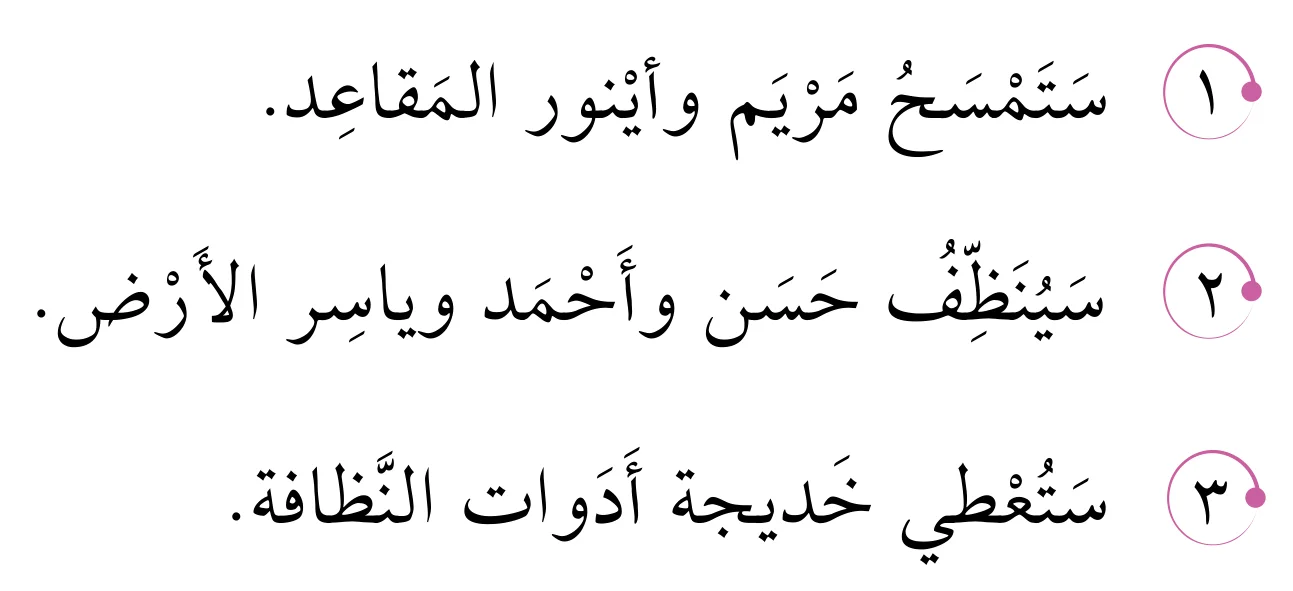 ١ سَتَمْسَحُ مَرْيَم وأيْنور المَقاعِد.
٢ سَيُنَظِّفُ حَسَن وأَحْمَد وياسِر الأَرْض.
٣ سَتُعْطي خَديجة أَدَوات النَّظافة.